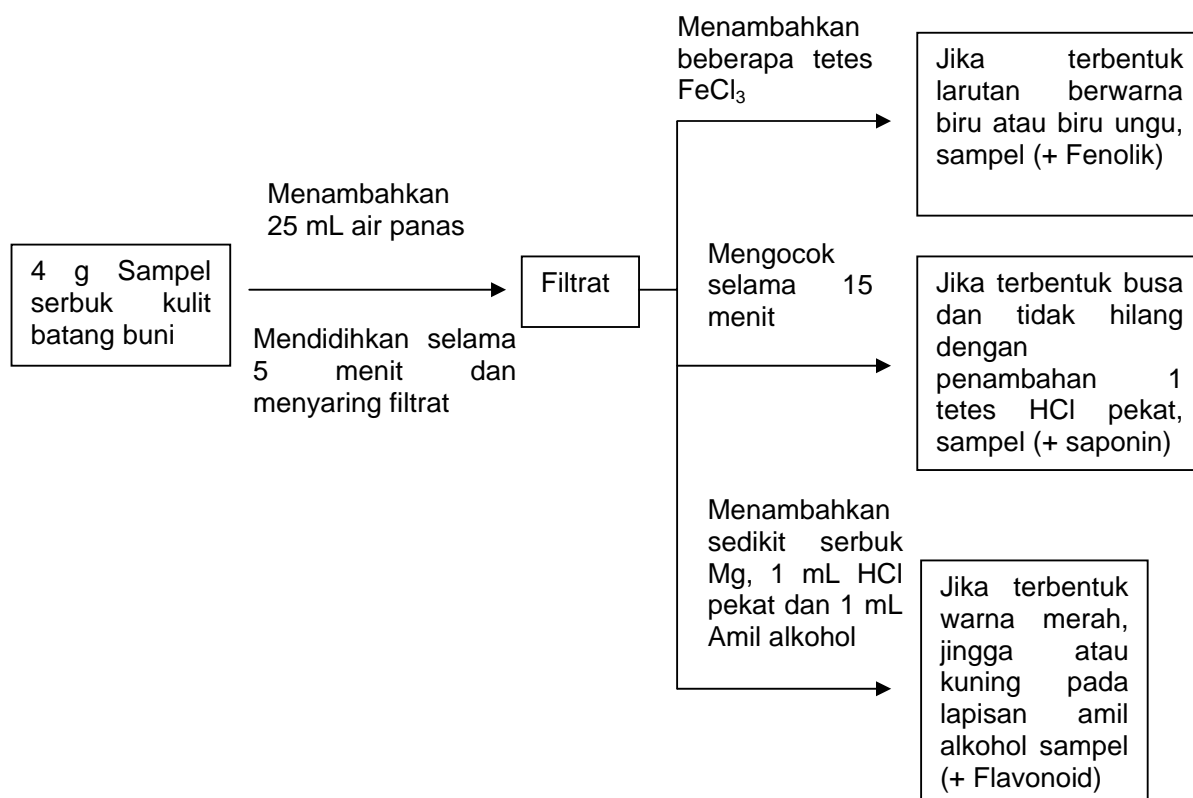 4 g Sampel
serbuk kulit
batang buni
Menambahkan
25 mL air panas
Mendidihkan selama
5 menit dan
menyaring filtrat
Filtrat
Menambahkan
beberapa tetes
FeCl₃
Jika terbentuk
larutan berwarna
biru atau biru ungu,
sampel (+ Fenolik)
Mengocok
selama 15
menit
Jika terbentuk busa
dan tidak hilang
dengan
penambahan 1
tetes HCl pekat,
sampel (+ saponin)
Menambahkan
sedikit serbuk
Mg, 1 mL HCl
pekat dan 1 mL
Amil alkohol
Jika terbentuk
warna merah,
jingga atau
kuning pada
lapisan amil
alkohol sampel
(+ Flavonoid)